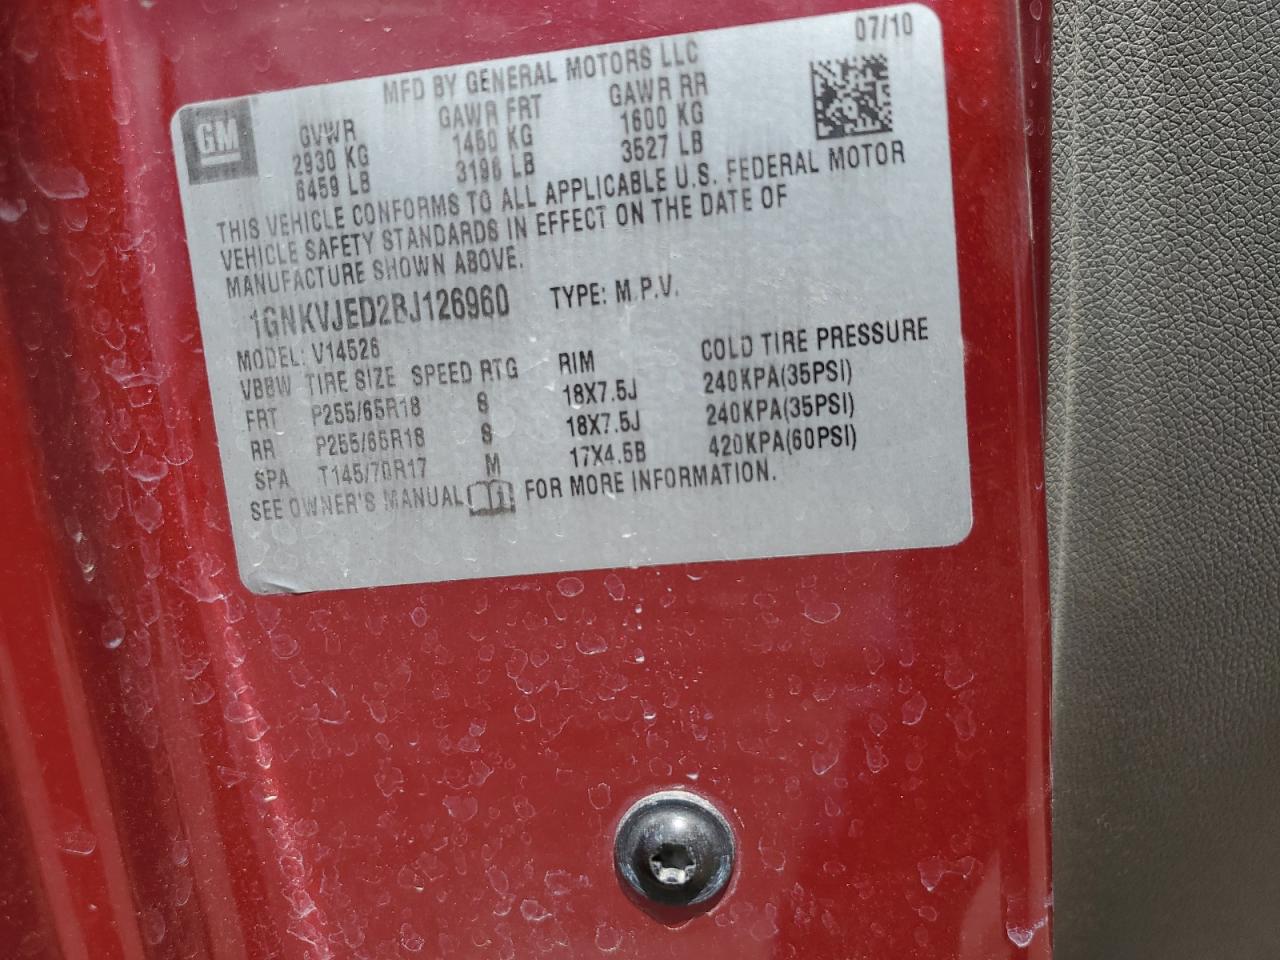 07/10
MFD BY GENERAL MOTORS LLC
GM
GVWR GAWR FRT GAWR RR
2930 KG 1450 KG 1600 KG
6459 LB 3196 LB 3527 LB
THIS VEHICLE CONFORMS TO ALL APPLICABLE U.S. FEDERAL MOTOR
VEHICLE SAFETY STANDARDS IN EFFECT ON THE DATE OF
MANUFACTURE SHOWN ABOVE.
1GNKVJED2BJ126960 TYPE: M.P.V.
MODEL: V14526
VBBW TIRE SIZE SPEED RTG RIM COLD TIRE PRESSURE
FRT P255/65R18 S 18X7.5J 240KPA(35PSI)
RR P255/65R18 S 18X7.5J 240KPA(35PSI)
SPA T145/70R17 M 17X4.5B 420KPA(60PSI)
SEE OWNER'S MANUAL FOR MORE INFORMATION.